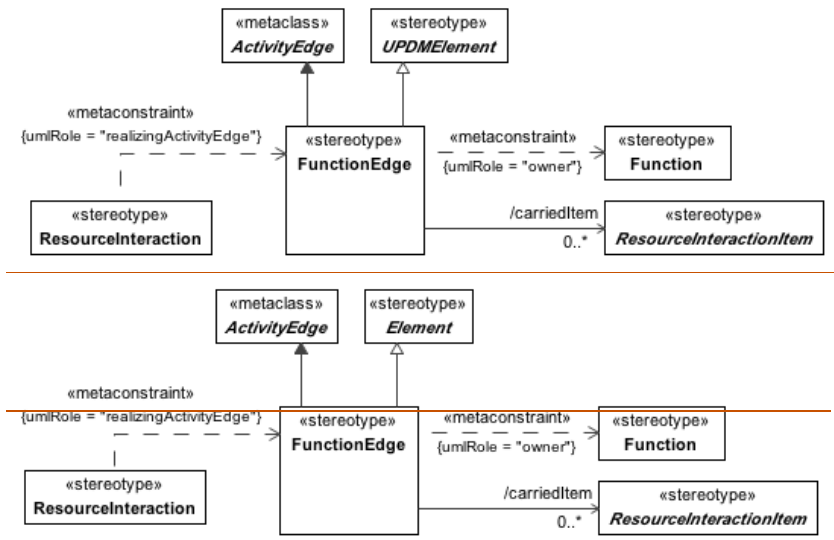 «metaclass»
ActivityEdge
«stereotype»
UPDMElement
«metaconstraint»
{umlRole = "realizingActivityEdge"}
«stereotype»
FunctionEdge
«metaconstraint»
{umlRole = "owner"}
«stereotype»
Function
«stereotype»
ResourceInteraction
/carriedItem
0..*
«stereotype»
ResourceInteractionItem
«metaclass»
ActivityEdge
«stereotype»
Element
«metaconstraint»
{umlRole = "realizingActivityEdge"}
«stereotype»
FunctionEdge
«metaconstraint»
{umlRole = "owner"}
«stereotype»
Function
«stereotype»
ResourceInteraction
/carriedItem
0..*
«stereotype»
ResourceInteractionItem